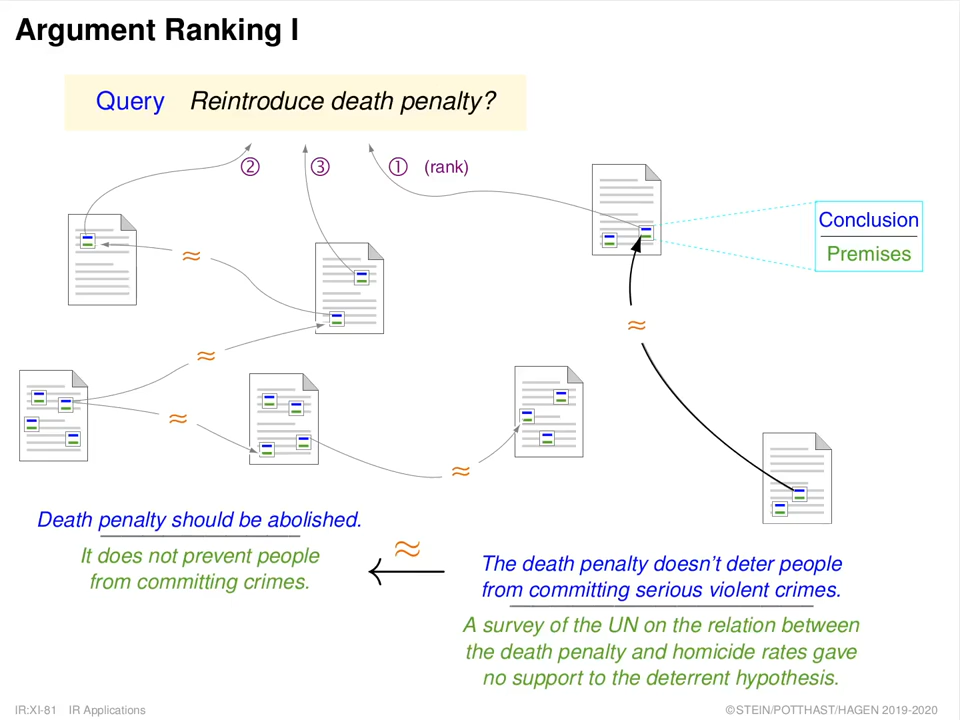 Argument Ranking I
Query Reintroduce death penalty?
② ③ ① (rank)
Conclusion
Premises
≈
≈
≈
≈
≈
Death penalty should be abolished.
It does not prevent people
from committing crimes.
≈
The death penalty doesn’t deter people
from committing serious violent crimes.
A survey of the UN on the relation between
the death penalty and homicide rates gave
no support to the deterrent hypothesis.
IR:XI-81 IR Applications
©STEIN/POTTHAST/HAGEN 2019-2020